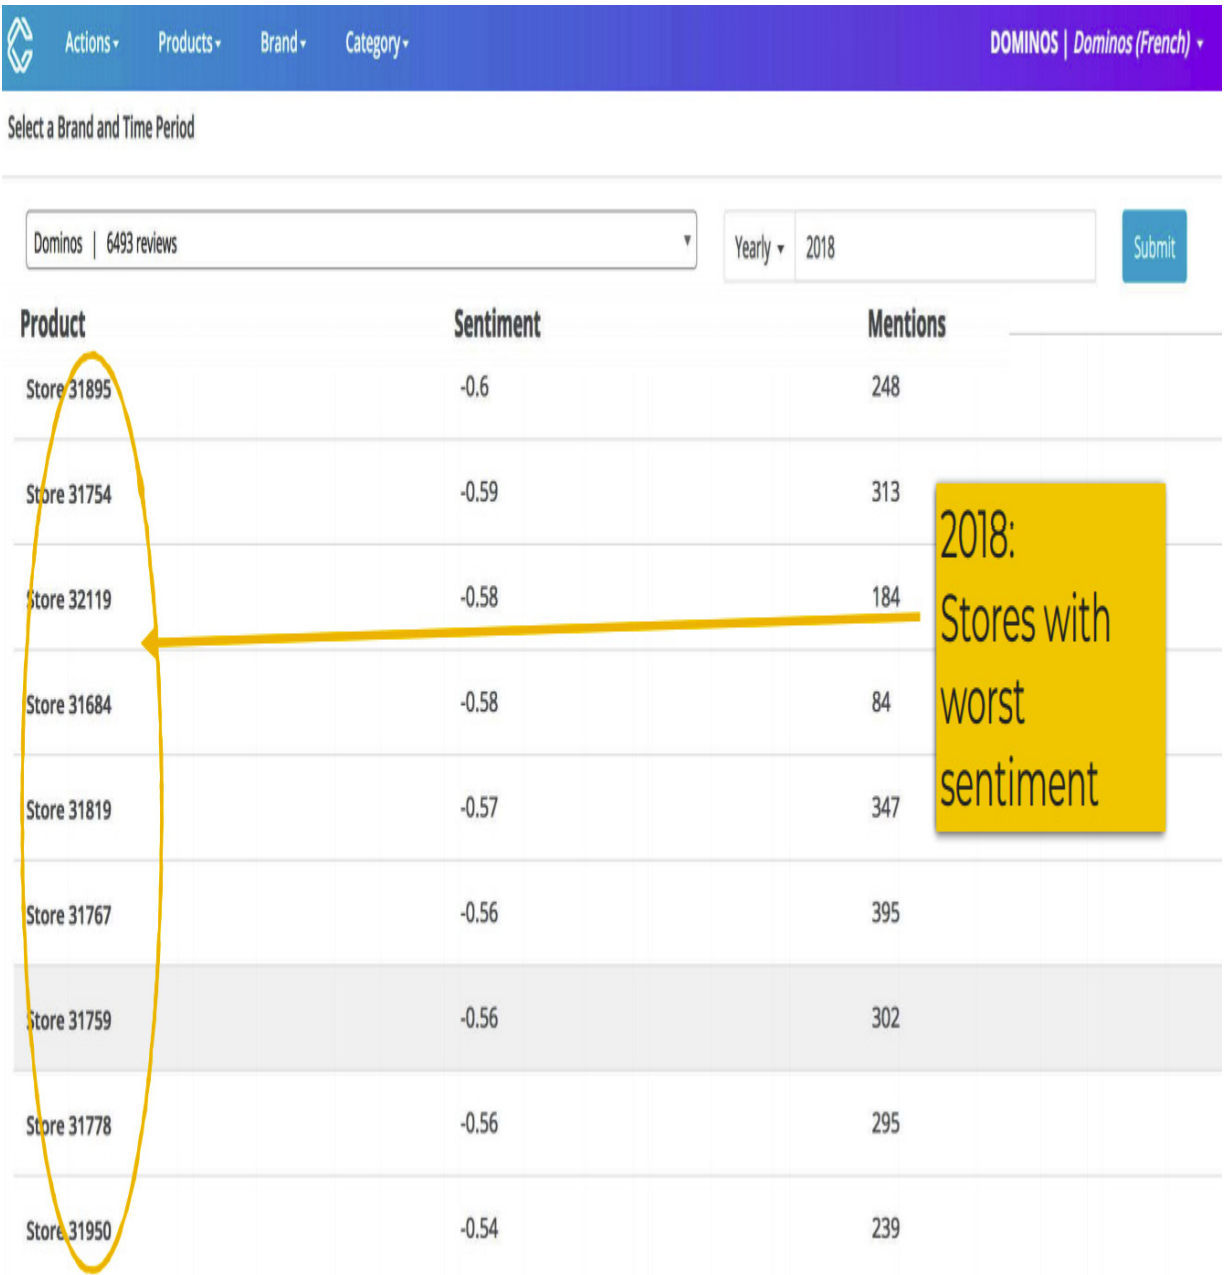 Actions Products Brand Category DOMINOS | Dominos (French)
Select a Brand and Time Period
Dominos | 6493 reviews Yearly 2018 Submit
Product Sentiment Mentions
Store 31895 -0.6 248
Store 31754 -0.59 313
Store 32119 -0.58 184
Store 31684 -0.58 84
Store 31819 -0.57 347
Store 31767 -0.56 395
Store 31759 -0.56 302
Store 31778 -0.56 295
Store 31950 -0.54 239
2018:
Stores with
worst
sentiment